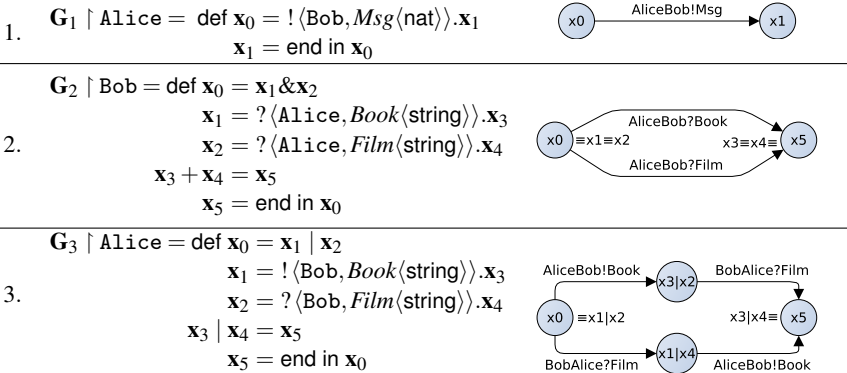 1.
G₁ ↾ Alice = def x₀ = !⟨Bob, Msg⟨nat⟩⟩.x₁
x₁ = end in x₀
x0 AliceBob!Msg x1
2.
G₂ ↾ Bob = def x₀ = x₁&x₂
x₁ = ?⟨Alice, Book⟨string⟩⟩.x₃
x₂ = ?⟨Alice, Film⟨string⟩⟩.x₄
x₃ + x₄ = x₅
x₅ = end in x₀
AliceBob?Book
x0 ≡x1≡x2 x3≡x4≡ x5
AliceBob?Film
3.
G₃ ↾ Alice = def x₀ = x₁ | x₂
x₁ = !⟨Bob, Book⟨string⟩⟩.x₃
x₂ = ?⟨Bob, Film⟨string⟩⟩.x₄
x₃ | x₄ = x₅
x₅ = end in x₀
AliceBob!Book x3|x2 BobAlice?Film
x0 ≡x1|x2 x3|x4≡ x5
BobAlice?Film x1|x4 AliceBob!Book